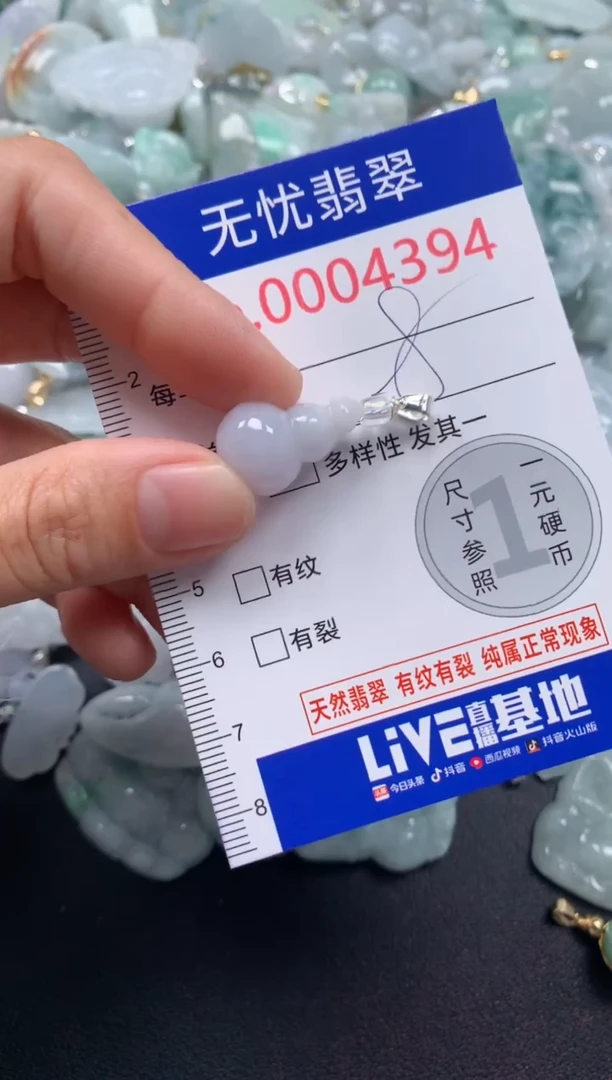 无忧翡翠
.0004394
2
每
多样性 发其一
尺寸参照
1
一元硬币
5
有纹
6
有裂
天然翡翠 有纹有裂 纯属正常现象
7
LiVE直播基地
今日头条 抖音 西瓜视频 抖音火山版
8